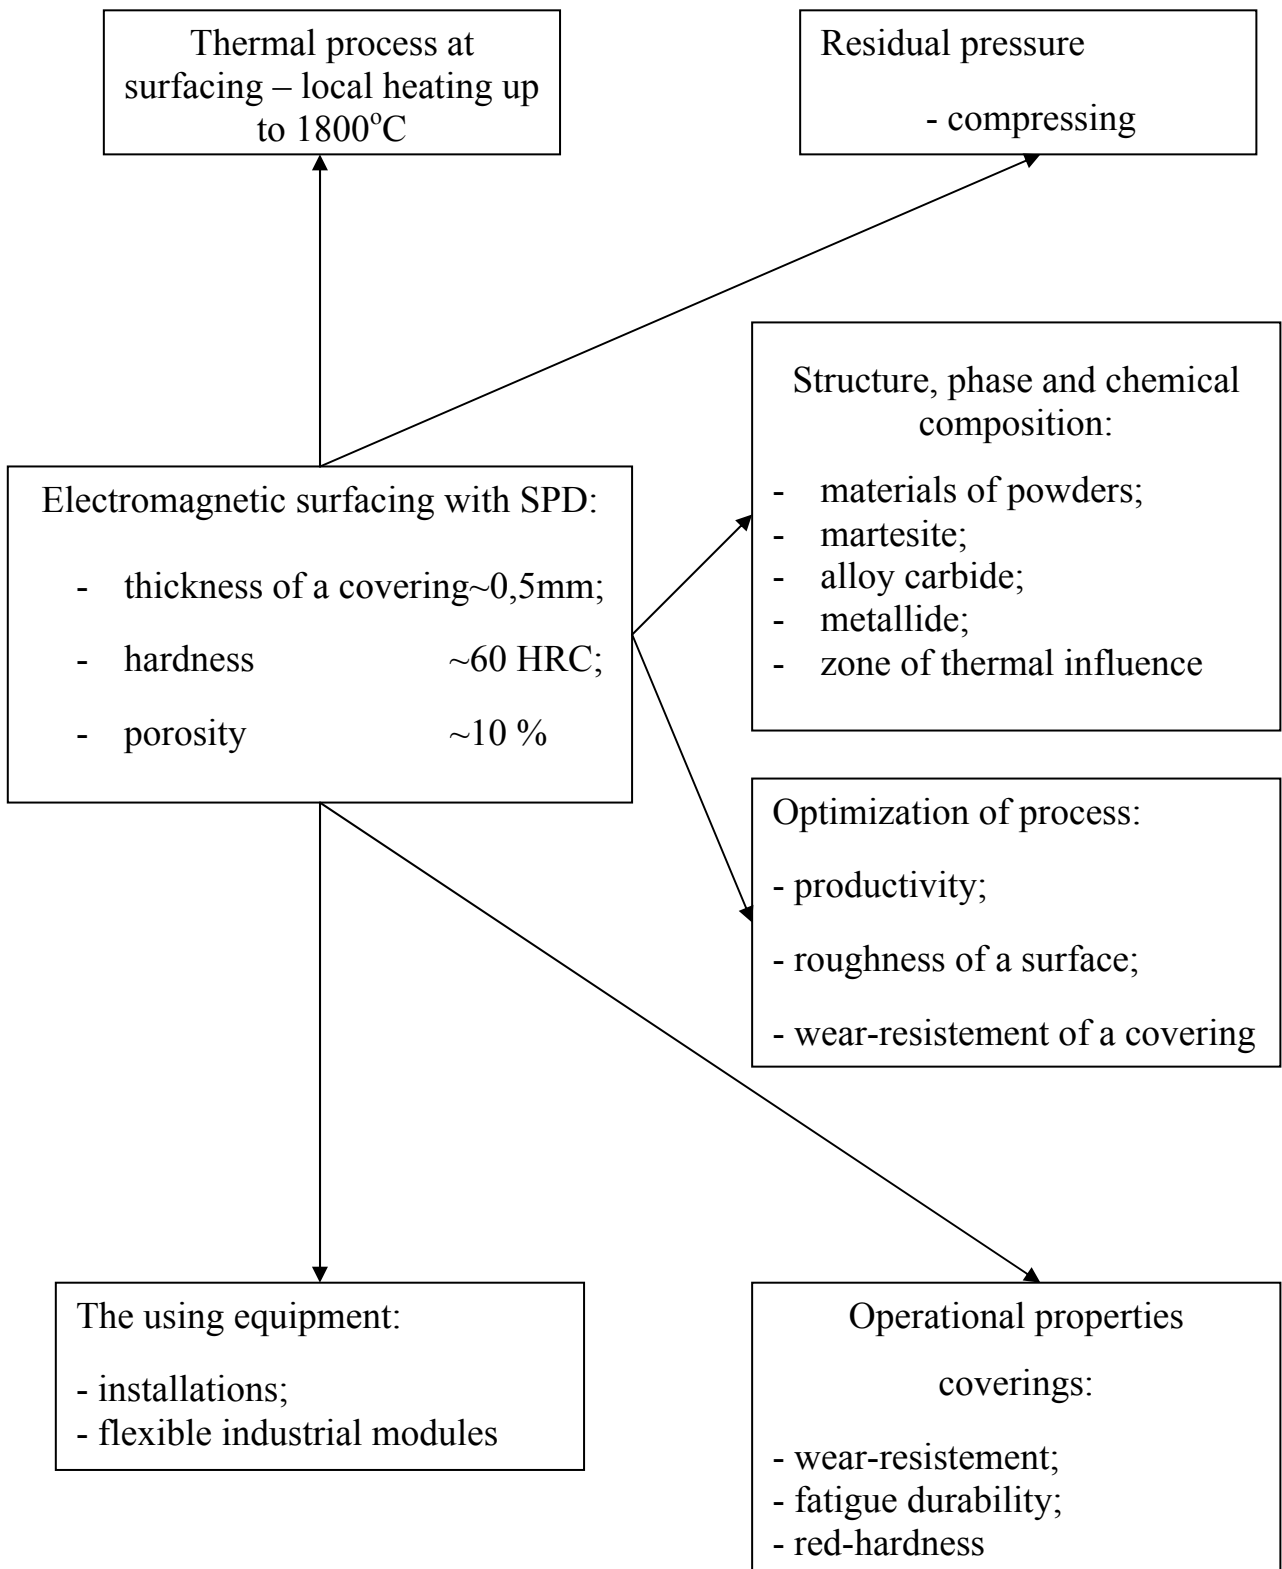 Thermal process at
surfacing – local heating up
to 1800°C
Residual pressure
- compressing
Structure, phase and chemical
composition:
- materials of powders;
- martesite;
- alloy carbide;
- metallide;
- zone of thermal influence
Electromagnetic surfacing with SPD:
- thickness of a covering~0,5mm;
- hardness ~60 HRC;
- porosity ~10 %
Optimization of process:
- productivity;
- roughness of a surface;
- wear-resistement of a covering
The using equipment:
- installations;
- flexible industrial modules
Operational properties
coverings:
- wear-resistement;
- fatigue durability;
- red-hardness